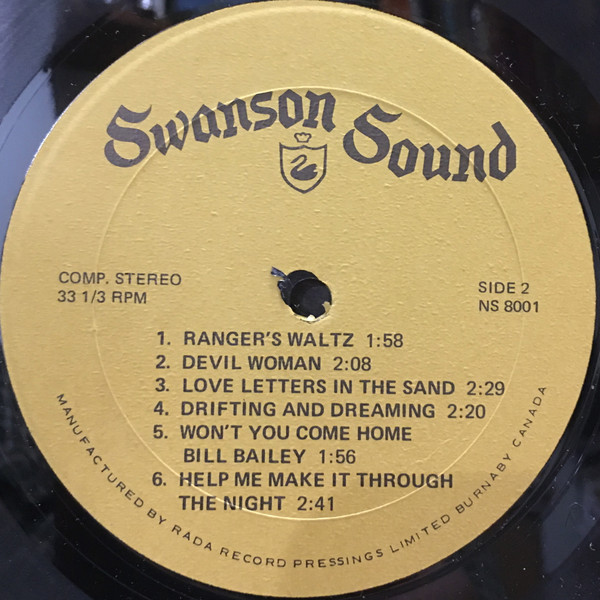 Swanson Sound
COMP. STEREO
33 1/3 RPM
SIDE 2
NS 8001
1. RANGER'S WALTZ 1:58
2. DEVIL WOMAN 2:08
3. LOVE LETTERS IN THE SAND 2:29
4. DRIFTING AND DREAMING 2:20
5. WON'T YOU COME HOME
BILL BAILEY 1:56
6. HELP ME MAKE IT THROUGH
THE NIGHT 2:41
MANUFACTURED BY RADA RECORD PRESSINGS LIMITED BURNABY CANADA